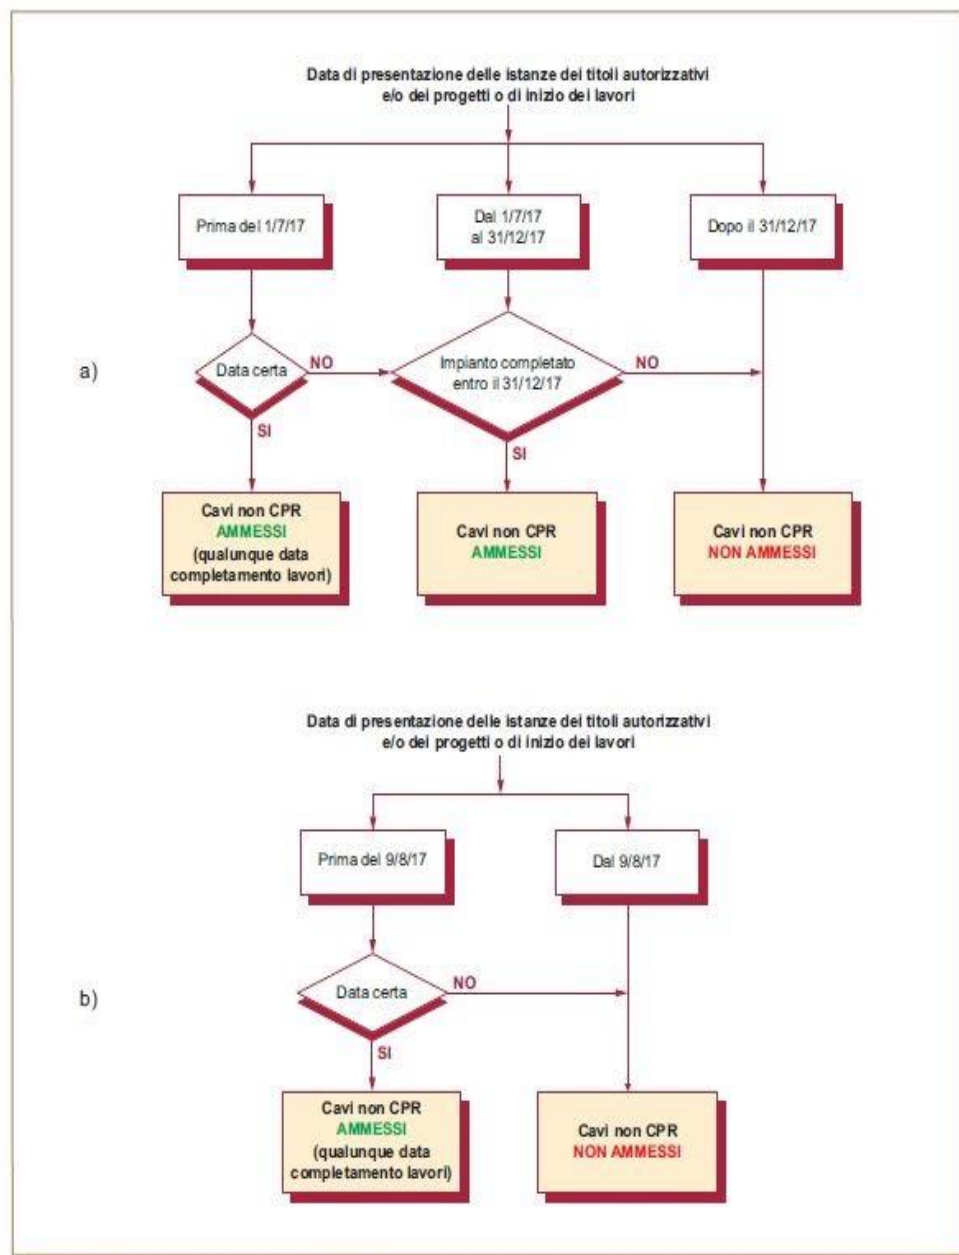 Data di presentazione delle istanze dei titoli autorizzativi
e/o dei progetti o di inizio dei lavori
Prima del 1/7/17
Dal 1/7/17
al 31/12/17
Dopo il 31/12/17
a)
Data certa
NO
Impianto completato
entro il 31/12/17
NO
SI
SI
Cavi non CPR
AMMESSI
(qualunque data
completamento lavori)
Cavi non CPR
AMMESSI
Cavi non CPR
NON AMMESSI
Data di presentazione delle istanze dei titoli autorizzativi
e/o dei progetti o di inizio dei lavori
Prima del 9/8/17
Dal 9/8/17
b)
Data certa
NO
SI
Cavi non CPR
AMMESSI
(qualunque data
completamento lavori)
Cavi non CPR
NON AMMESSI